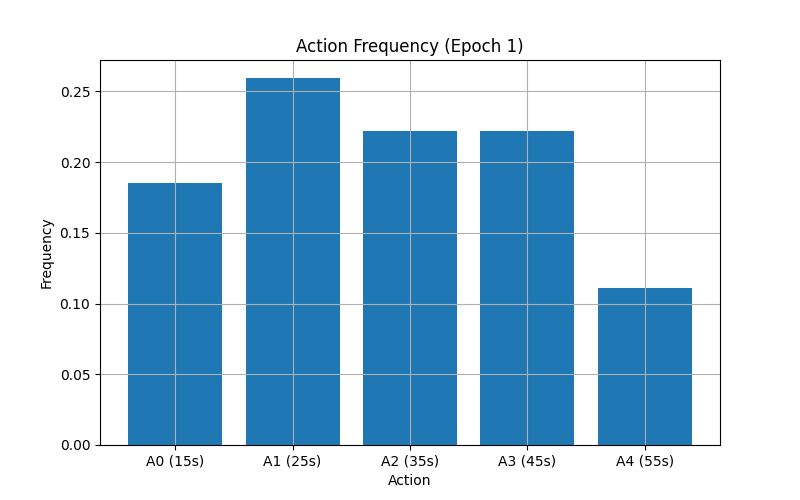 Action Frequency (Epoch 1)
Frequency
0.25
0.20
0.15
0.10
0.05
0.00
A0 (15s) A1 (25s) A2 (35s) A3 (45s) A4 (55s)
Action